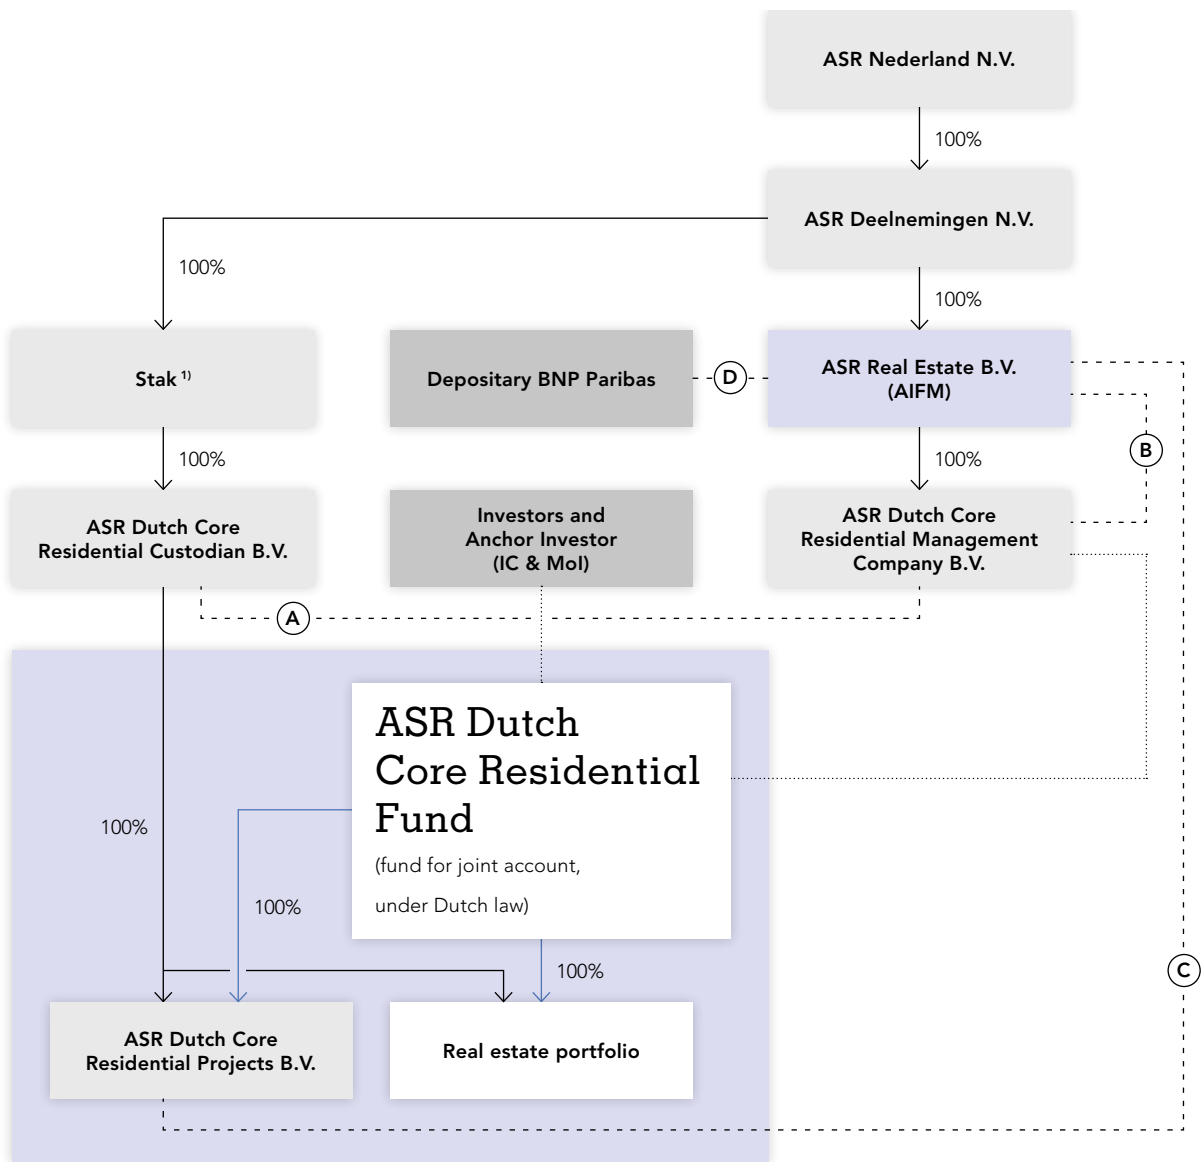 ASR Nederland N.V.
100%
ASR Deelnemingen N.V.
100%
100%
Stak 1)
Depositary BNP Paribas
D
ASR Real Estate B.V.
(AIFM)
100%
100%
B
ASR Dutch Core
Residential Custodian B.V.
Investors and
Anchor Investor
(IC & MoI)
ASR Dutch Core
Residential Management
Company B.V.
A
ASR Dutch
Core Residential
Fund
(fund for joint account,
under Dutch law)
100%
100%
100%
C
ASR Dutch Core
Residential Projects B.V.
Real estate portfolio